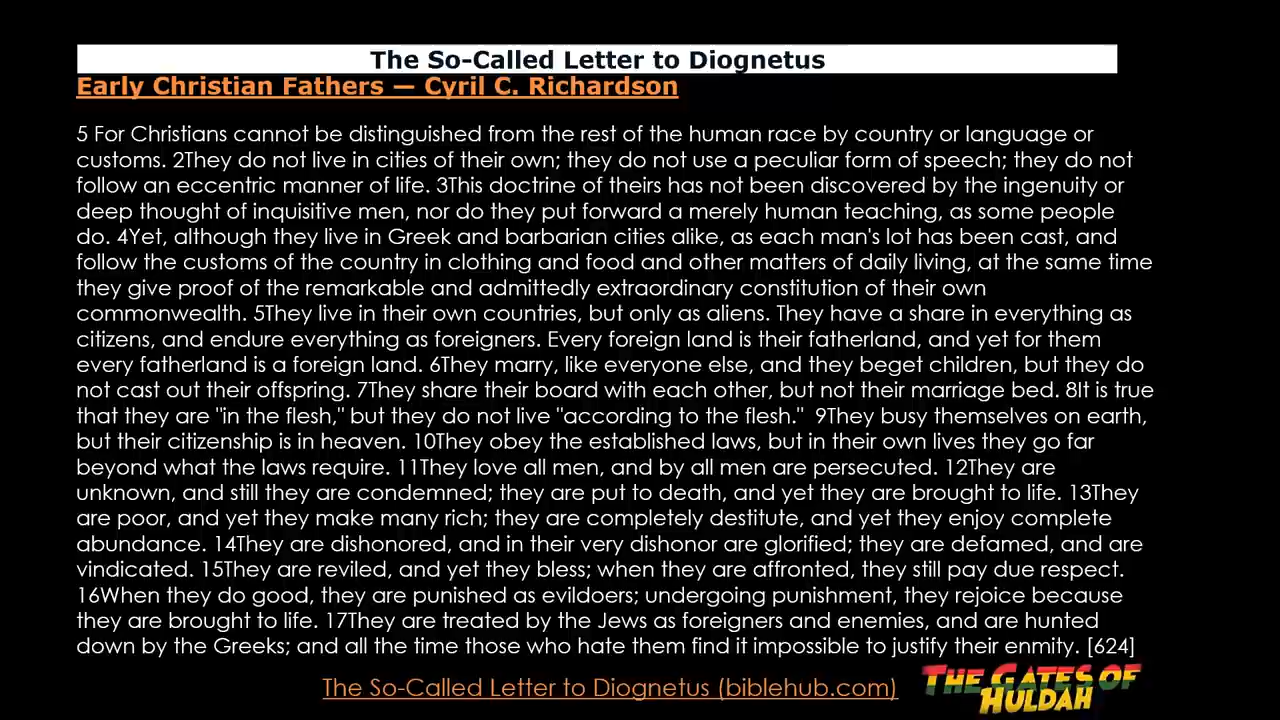 The So-Called Letter to Diognetus
Early Christian Fathers — Cyril C. Richardson
5 For Christians cannot be distinguished from the rest of the human race by country or language or
customs. 2They do not live in cities of their own; they do not use a peculiar form of speech; they do not
follow an eccentric manner of life. 3This doctrine of theirs has not been discovered by the ingenuity or
deep thought of inquisitive men, nor do they put forward a merely human teaching, as some people
do. 4Yet, although they live in Greek and barbarian cities alike, as each man's lot has been cast, and
follow the customs of the country in clothing and food and other matters of daily living, at the same time
they give proof of the remarkable and admittedly extraordinary constitution of their own
commonwealth. 5They live in their own countries, but only as aliens. They have a share in everything as
citizens, and endure everything as foreigners. Every foreign land is their fatherland, and yet for them
every fatherland is a foreign land. 6They marry, like everyone else, and they beget children, but they do
not cast out their offspring. 7They share their board with each other, but not their marriage bed. 8It is true
that they are "in the flesh," but they do not live "according to the flesh." 9They busy themselves on earth,
but their citizenship is in heaven. 10They obey the established laws, but in their own lives they go far
beyond what the laws require. 11They love all men, and by all men are persecuted. 12They are
unknown, and still they are condemned; they are put to death, and yet they are brought to life. 13They
are poor, and yet they make many rich; they are completely destitute, and yet they enjoy complete
abundance. 14They are dishonored, and in their very dishonor are glorified; they are defamed, and are
vindicated. 15They are reviled, and yet they bless; when they are affronted, they still pay due respect.
16When they do good, they are punished as evildoers; undergoing punishment, they rejoice because
they are brought to life. 17They are treated by the Jews as foreigners and enemies, and are hunted
down by the Greeks; and all the time those who hate them find it impossible to justify their enmity. [624]
The So-Called Letter to Diognetus (biblehub.com)
THE GATES OF
HULDAH